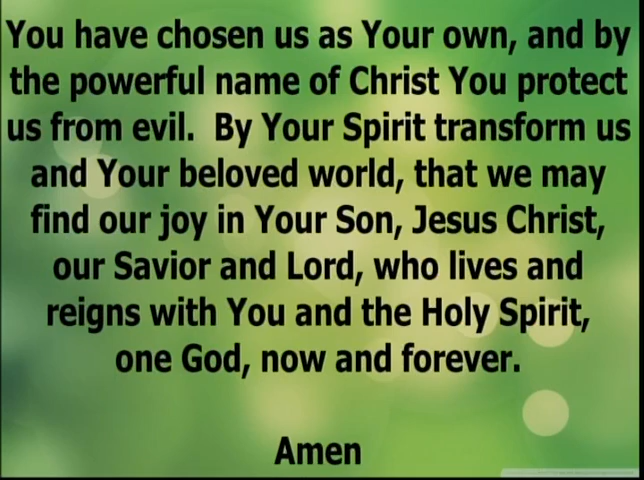 You have chosen us as Your own, and by
the powerful name of Christ You protect
us from evil.  By Your Spirit transform us
and Your beloved world, that we may
find our joy in Your Son, Jesus Christ,
our Savior and Lord, who lives and
reigns with You and the Holy Spirit,
one God, now and forever.
Amen